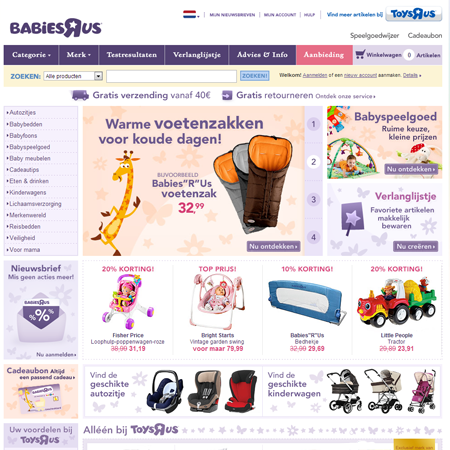 BABIESЯUS
MIJN NIEUWSBRIEVEN
MIJN ACCOUNT
HULP
Vind meer artikelen bij TOYSЯUS
Speelgoedwijzer
Cadeaubon
Categorie
Merk
Testresultaten
Verlanglijstje
Advies & Info
Aanbieding
Winkelwagen 0 Artikelen
ZOEKEN:
Alle producten
ZOEKEN!
Welkom! Aanmelden of een nieuw account aanmaken. Details
Gratis verzending vanaf 40€
Gratis retourneren Ontdek onze service
Autozitjes
Babybedden
Babyfoons
Babyspeelgoed
Baby meubelen
Cadeautips
Eten & drinken
Kinderwagens
Lichaamsverzorging
Merkenwereld
Reisbedden
Veiligheid
Voor mama
Warme voetenzakken
voor koude dagen!
BIJVOORBEELD
Babies"R"Us
voetenzak
32,99
1
2
3
4
Nu ontdekken
Babyspeelgoed
Ruime keuze,
kleine prijzen
Nu ontdekken
Verlanglijstje
Favoriete artikelen
makkelijk
bewaren
Nu creëren
Nieuwsbrief
Mis geen acties meer!
BABIESЯUS
%%
Nu aanmelden
20% KORTING!
Fisher Price
Loophulp-poppenwagen-roze
38,99 31,19
TOP PRIJS!
Bright Starts
Vintage garden swing
voor maar 79,99
10% KORTING!
Babies"R"Us
Bedhekje
32,99 29,69
20% KORTING!
Little People
Tractor
29,89 23,91
Cadeaubon Altijd
een passend cadeau
Vind de
geschikte
autozitje
Vind de
geschikte
kinderwagen
Uw voordelen bij
TOYSЯUS
Alléén bij TOYSЯUS